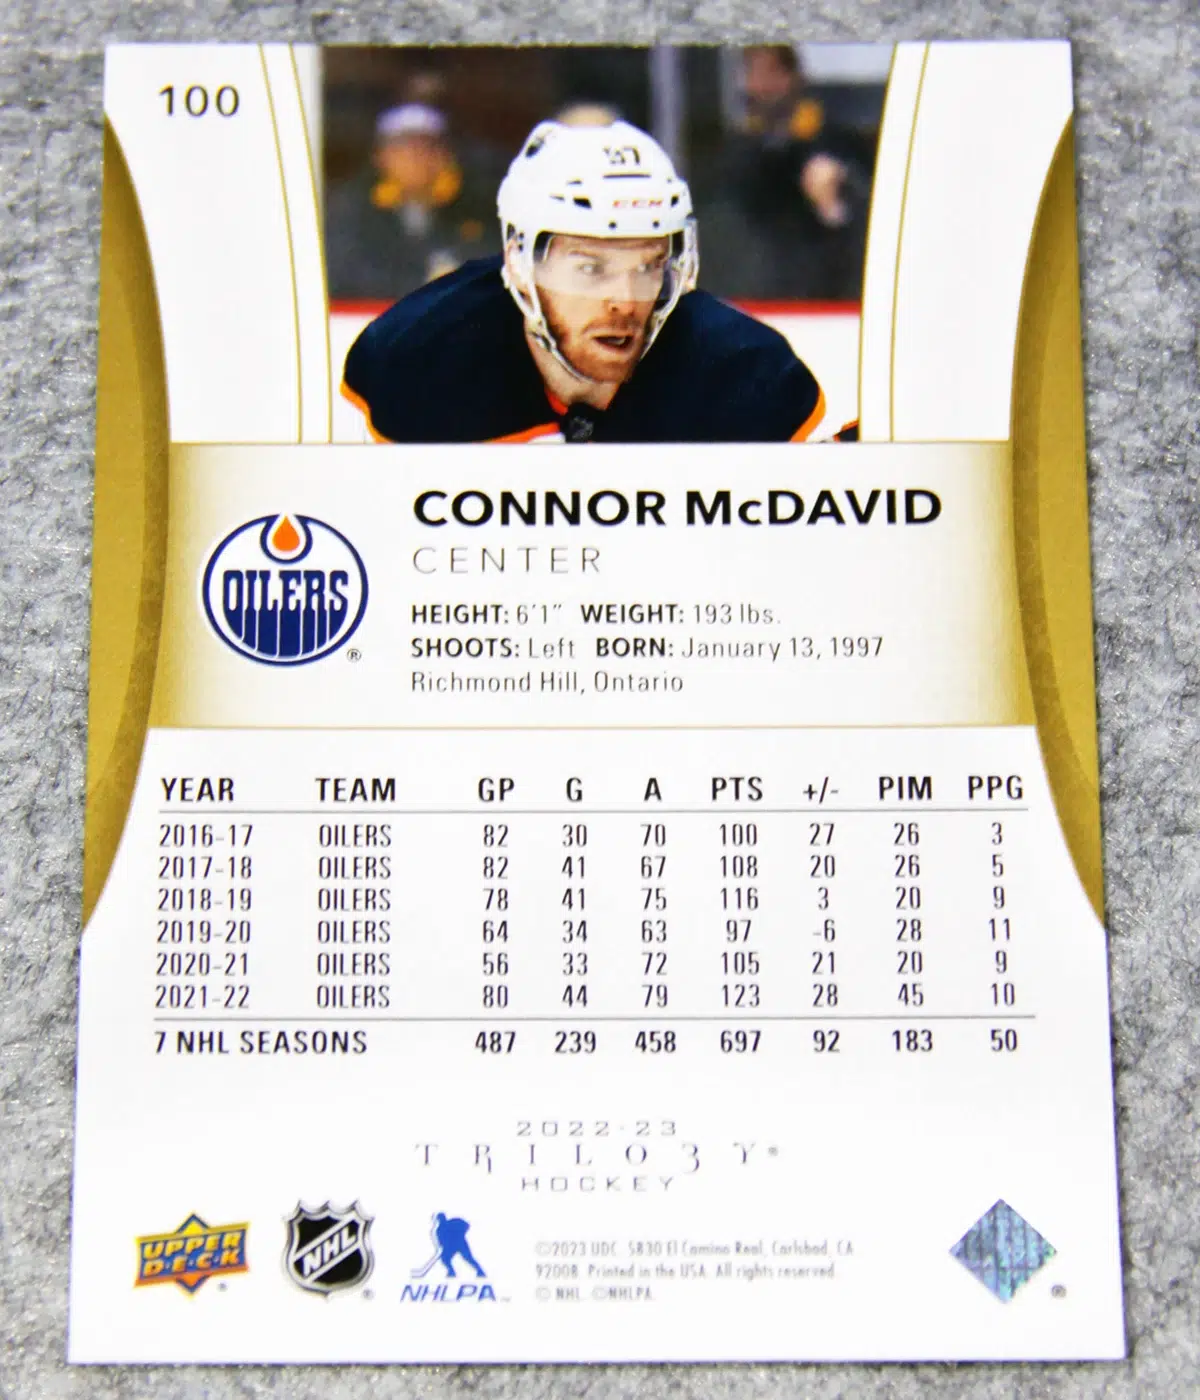 100
97
CCM
CONNOR McDAVID
CENTER
OILERS
®
HEIGHT: 6'1" WEIGHT: 193 lbs.
SHOOTS: Left BORN: January 13, 1997
Richmond Hill, Ontario
YEAR TEAM GP G A PTS +/- PIM PPG
2016-17 OILERS 82 30 70 100 27 26 3
2017-18 OILERS 82 41 67 108 20 26 5
2018-19 OILERS 78 41 75 116 3 20 9
2019-20 OILERS 64 34 63 97 -6 28 11
2020-21 OILERS 56 33 72 105 21 20 9
2021-22 OILERS 80 44 79 123 28 45 10
7 NHL SEASONS 487 239 458 697 92 183 50
2022-23
TRILO3Y®
HOCKEY
UPPER
DECK®
NHL®
NHLPA™
©2023 UDC. 5830 El Camino Real, Carlsbad, CA
92008. Printed in the USA. All rights reserved.
© NHL ©NHLPA
®